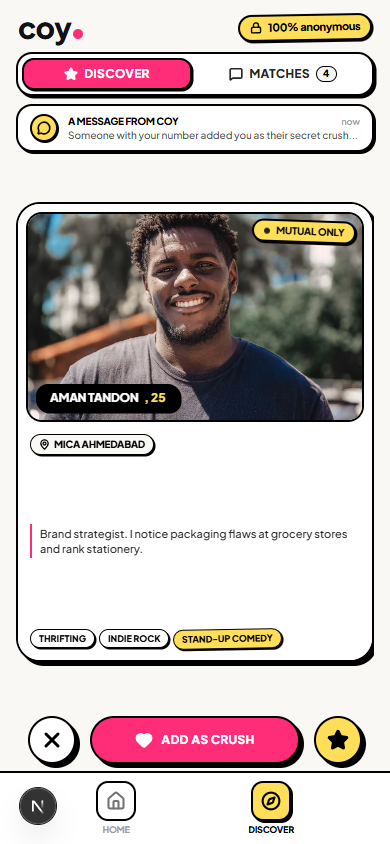 coy.
100% anonymous
DISCOVER
MATCHES 4
A MESSAGE FROM COY
now
Someone with your number added you as their secret crush...
MUTUAL ONLY
AMAN TANDON , 25
MICA AHMEDABAD
Brand strategist. I notice packaging flaws at grocery stores
and rank stationery.
THRIFTING
INDIE ROCK
STAND-UP COMEDY
ADD AS CRUSH
N
HOME
DISCOVER